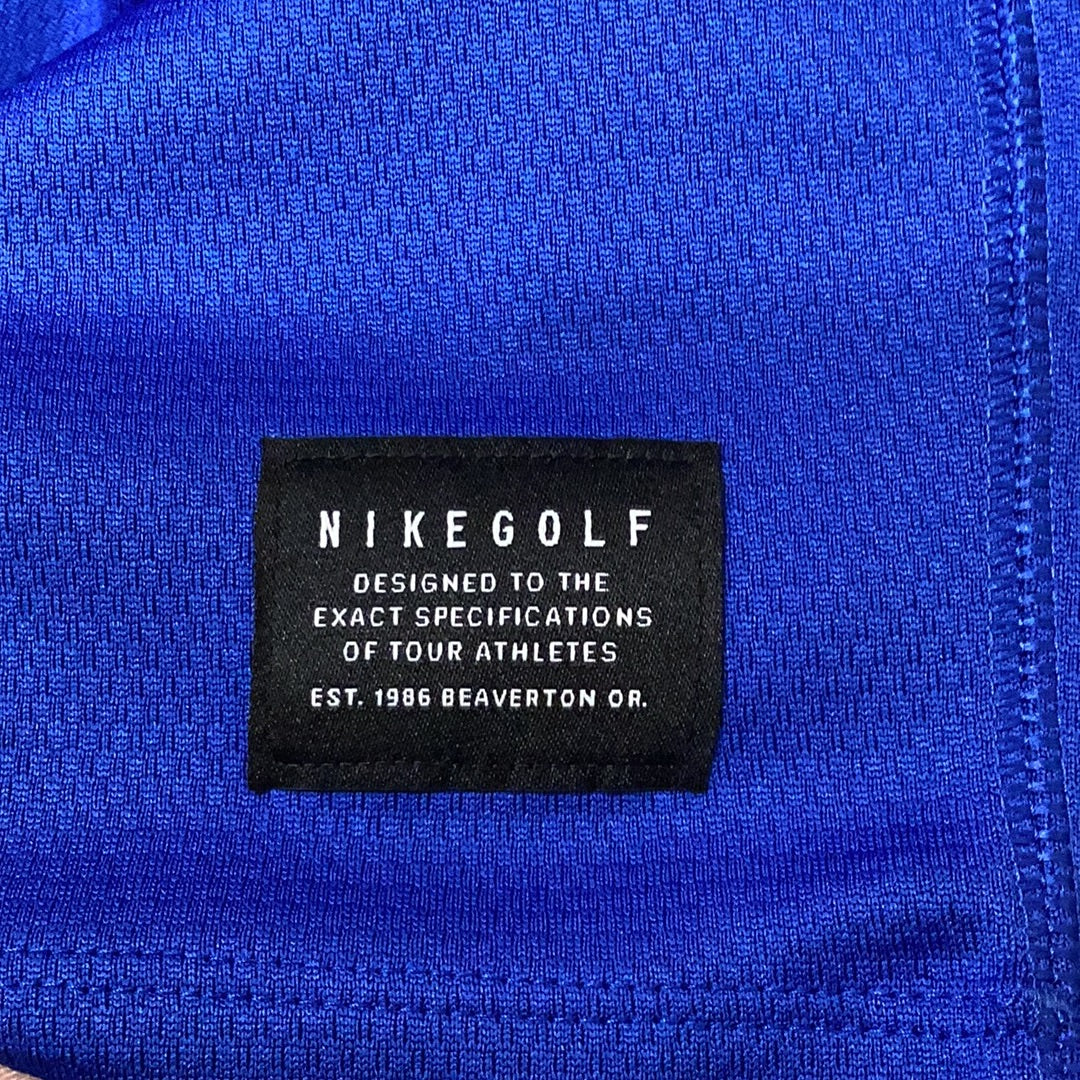 NIKEGOLF
DESIGNED TO THE
EXACT SPECIFICATIONS
OF TOUR ATHLETES
EST. 1986 BEAVERTON OR.